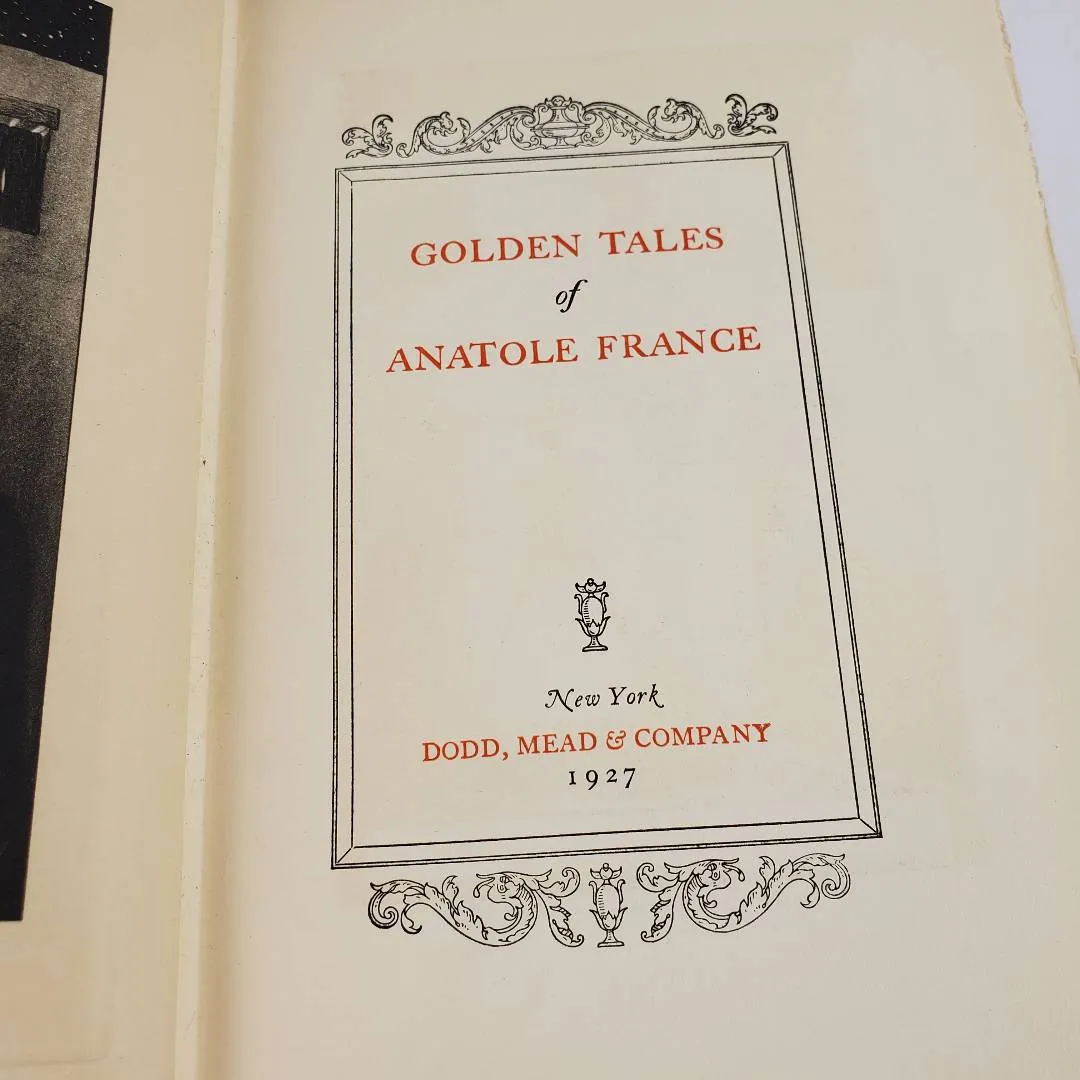 GOLDEN TALES
of
ANATOLE FRANCE
New York
DODD, MEAD & COMPANY
1927